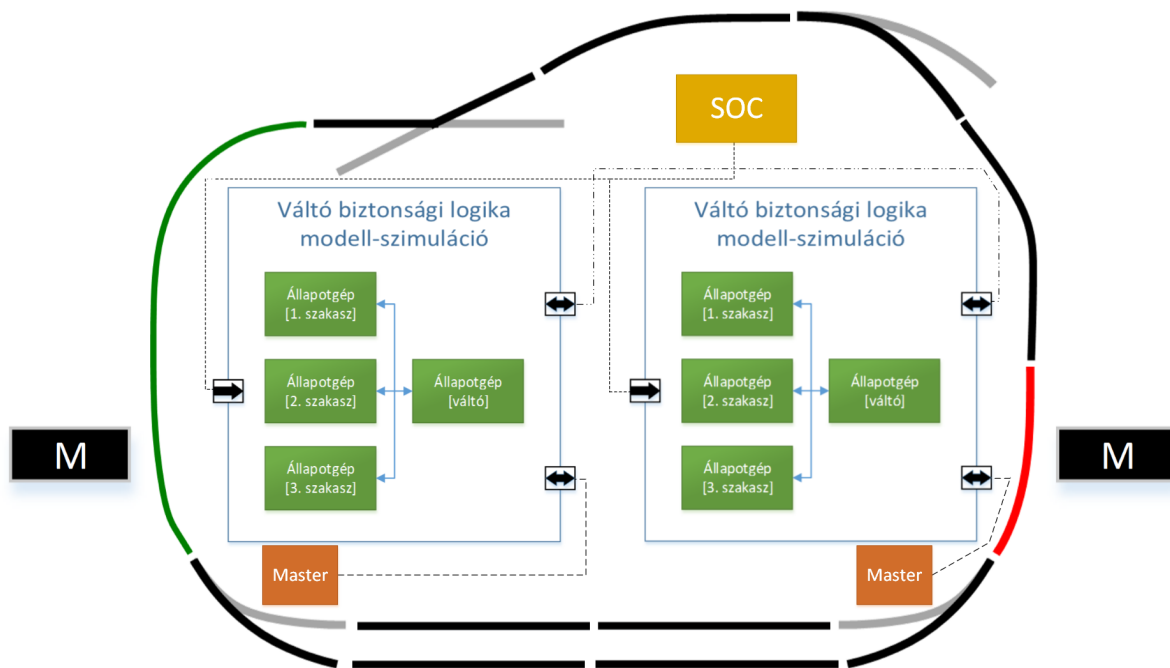 SOC
Váltó biztonsági logika
modell-szimuláció
Állapotgép
[1. szakasz]
Állapotgép
[2. szakasz]
Állapotgép
[váltó]
Állapotgép
[3. szakasz]
Master
Váltó biztonsági logika
modell-szimuláció
Állapotgép
[1. szakasz]
Állapotgép
[2. szakasz]
Állapotgép
[váltó]
Állapotgép
[3. szakasz]
Master
M
M